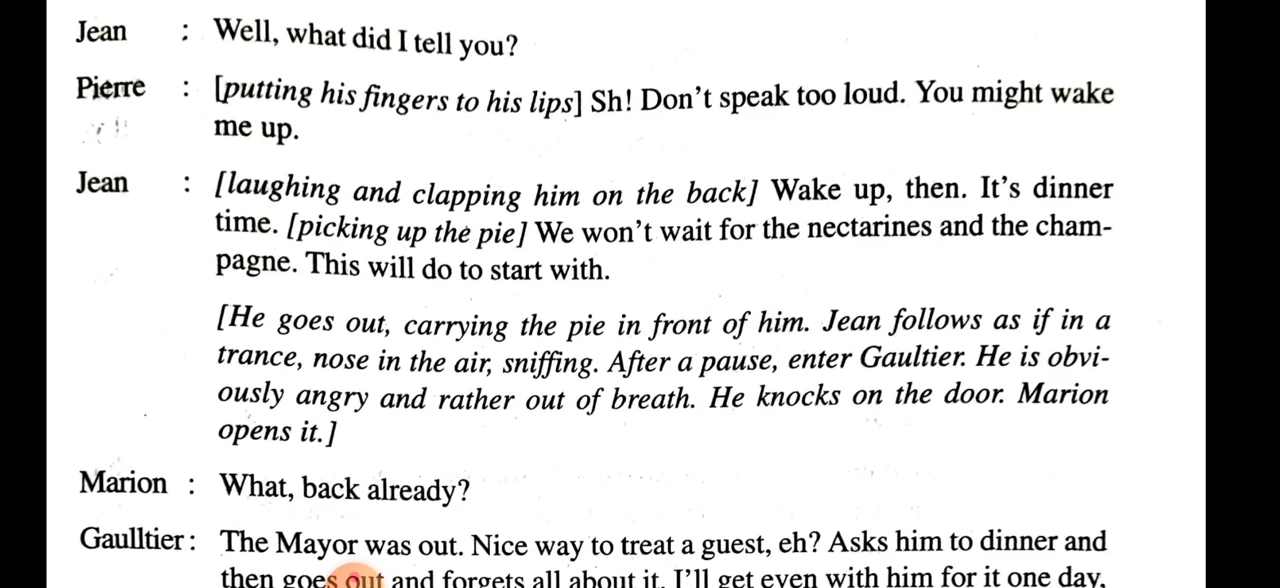 Jean : Well, what did I tell you?
Pierre : [putting his fingers to his lips] Sh! Don't speak too loud. You might wake
me up.
Jean : [laughing and clapping him on the back] Wake up, then. It's dinner
time. [picking up the pie] We won't wait for the nectarines and the cham-
pagne. This will do to start with.
[He goes out, carrying the pie in front of him. Jean follows as if in a
trance, nose in the air, sniffing. After a pause, enter Gaultier. He is obvi-
ously angry and rather out of breath. He knocks on the door. Marion
opens it.]
Marion : What, back already?
Gaulltier: The Mayor was out. Nice way to treat a guest, eh? Asks him to dinner and
then goes out and forgets all about it. I'll get even with him for it one day,